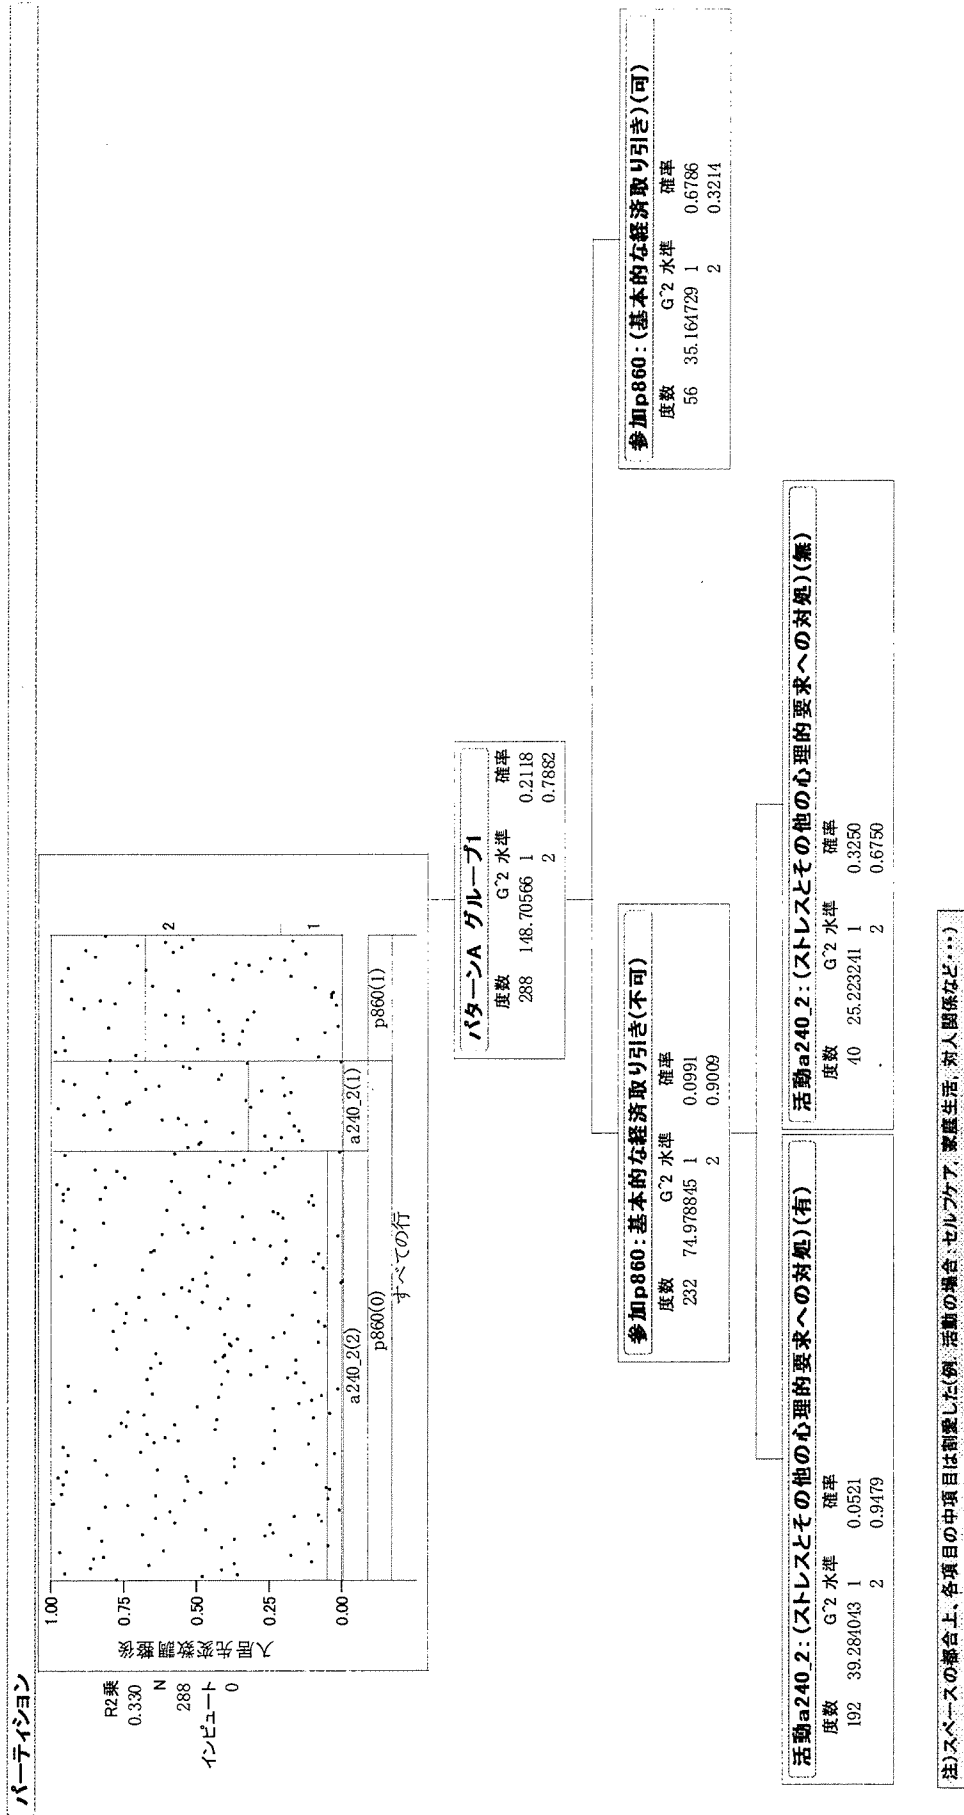 パーティション
R2乗
0.330
N
288
インピュート
0
入居先変数調整後
1.00
0.75
0.50
0.25
0.00
2
1
a240_2(2)
a240_2(1)
p860(1)
p860(0)
すべての行
パターンA グループ1
度数 G^2 水準 確率
288 148.70566 1 0.2118
2 0.7882
参加p860:基本的な経済取り引き(不可)
度数 G^2 水準 確率
232 74.978845 1 0.0991
2 0.9009
参加p860:(基本的な経済取り引き)(可)
度数 G^2 水準 確率
56 35.164729 1 0.6786
2 0.3214
活動a240_2:(ストレスとその他の心理的要求への対処)(有)
度数 G^2 水準 確率
192 39.284043 1 0.0521
2 0.9479
活動a240_2:(ストレスとその他の心理的要求への対処)(無)
度数 G^2 水準 確率
40 25.223241 1 0.3250
2 0.6750
注)スペースの都合上、各項目の中項目は割愛した(例. 活動の場合:セルフケア, 家庭生活, 対人関係など・・・)